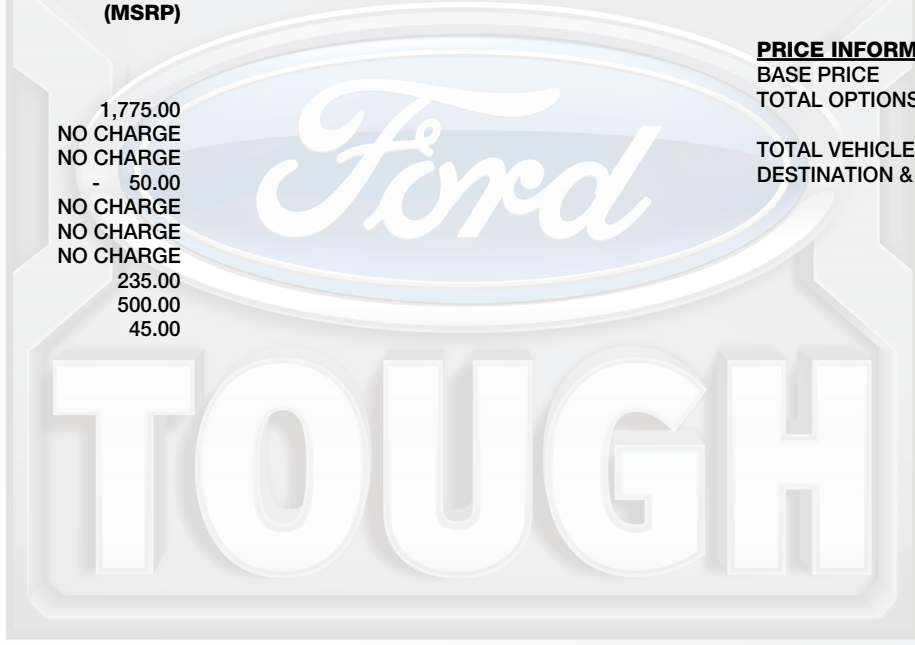 (MSRP)
1,775.00
NO CHARGE
NO CHARGE
- 50.00
NO CHARGE
NO CHARGE
NO CHARGE
235.00
500.00
45.00
PRICE INFORM
BASE PRICE
TOTAL OPTIONS
TOTAL VEHICLE
DESTINATION &
Ford
TOUGH